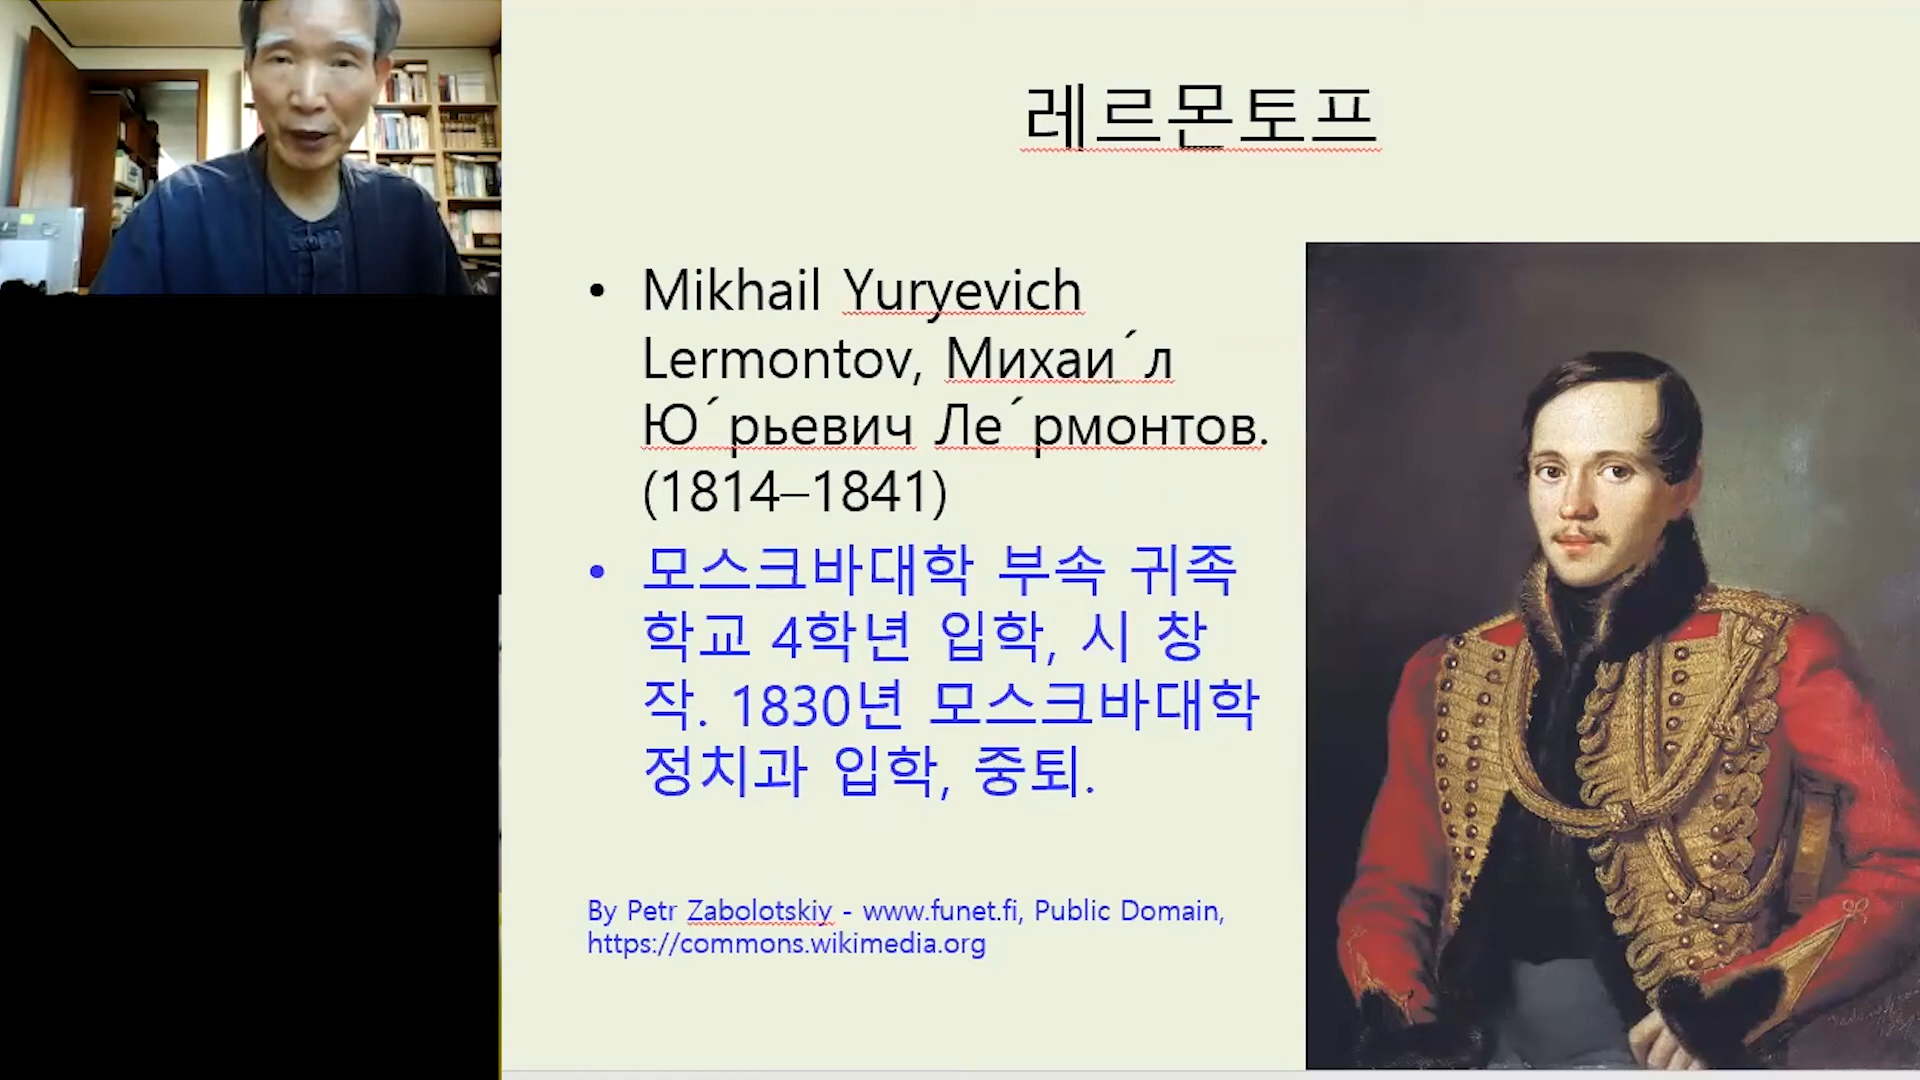 레르몬토프
• Mikhail Yuryevich
Lermontov, Михаи´л
Ю´рьевич Ле´рмонтов.
(1814–1841)
• 모스크바대학 부속 귀족
학교 4학년 입학, 시 창
작. 1830년 모스크바대학
정치과 입학, 중퇴.
By Petr Zabolotskiy - www.funet.fi, Public Domain,
https://commons.wikimedia.org